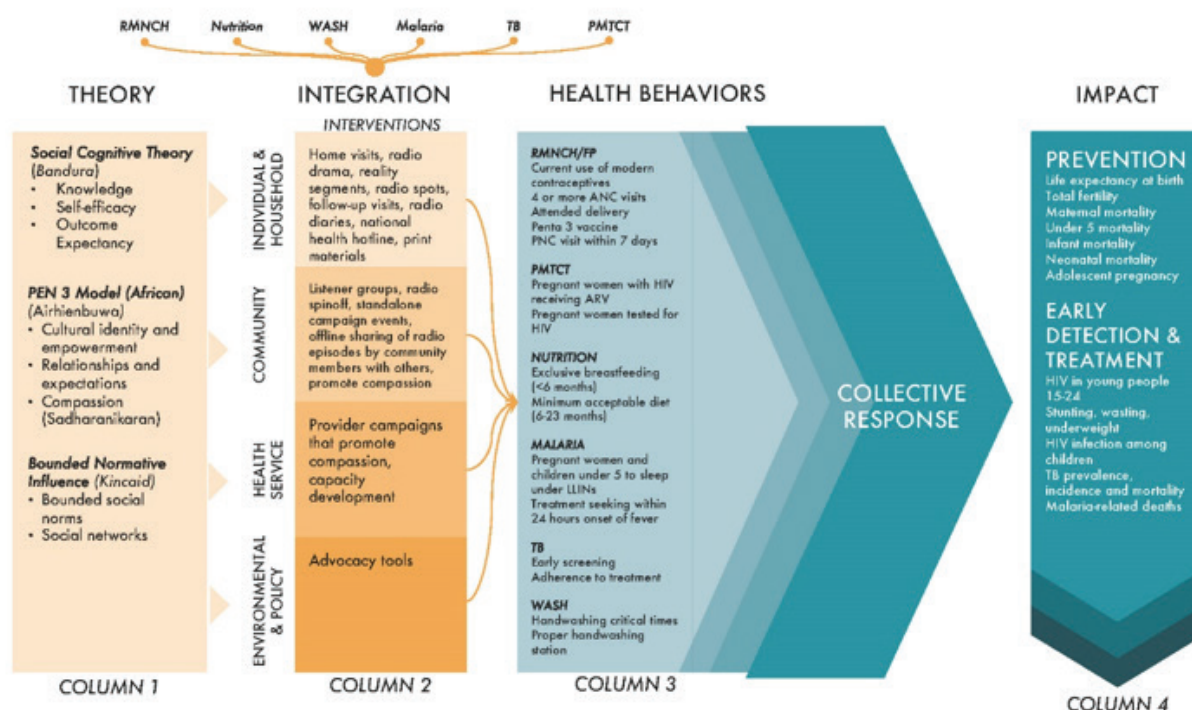 RMNCH Nutrition WASH Malaria TB PMTCT
THEORY
Social Cognitive Theory
(Bandura)
• Knowledge
• Self-efficacy
• Outcome
Expectancy
PEN 3 Model (African)
(Airhienbuwa)
• Cultural identity and
empowerment
• Relationships and
expectations
• Compassion
(Sadharanikaran)
Bounded Normative
Influence (Kincaid)
• Bounded social
norms
• Social networks
COLUMN 1
INTEGRATION
INTERVENTIONS
INDIVIDUAL &
HOUSEHOLD
Home visits, radio
drama, reality
segments, radio spots,
follow-up visits, radio
diaries, national
health hotline, print
materials
COMMUNITY
Listener groups, radio
spinoff, standalone
campaign events,
offline sharing of radio
episodes by community
members with others,
promote compassion
HEALTH
SERVICE
Provider campaigns
that promote
compassion,
capacity
development
ENVIRONMENTAL
& POLICY
Advocacy tools
COLUMN 2
HEALTH BEHAVIORS
RMNCH/FP
Current use of modern
contraceptives
4 or more ANC visits
Attended delivery
Penta 3 vaccine
PNC visit within 7 days
PMTCT
Pregnant women with HIV
receiving ARV
Pregnant women tested for
HIV
NUTRITION
Exclusive breastfeeding
(<6 months)
Minimum acceptable diet
(6-23 months)
MALARIA
Pregnant women and
children under 5 to sleep
under LLINs
Treatment seeking within
24 hours onset of fever
TB
Early screening
Adherence to treatment
WASH
Handwashing critical times
Proper handwashing
station
COLUMN 3
COLLECTIVE
RESPONSE
IMPACT
PREVENTION
Life expectancy at birth
Total fertility
Maternal mortality
Under 5 mortality
Infant mortality
Neonatal mortality
Adolescent pregnancy
EARLY
DETECTION &
TREATMENT
HIV in young people
15-24
Stunting, wasting,
underweight
HIV infection among
children
TB prevalence,
incidence and mortality
Malaria-related deaths
COLUMN 4